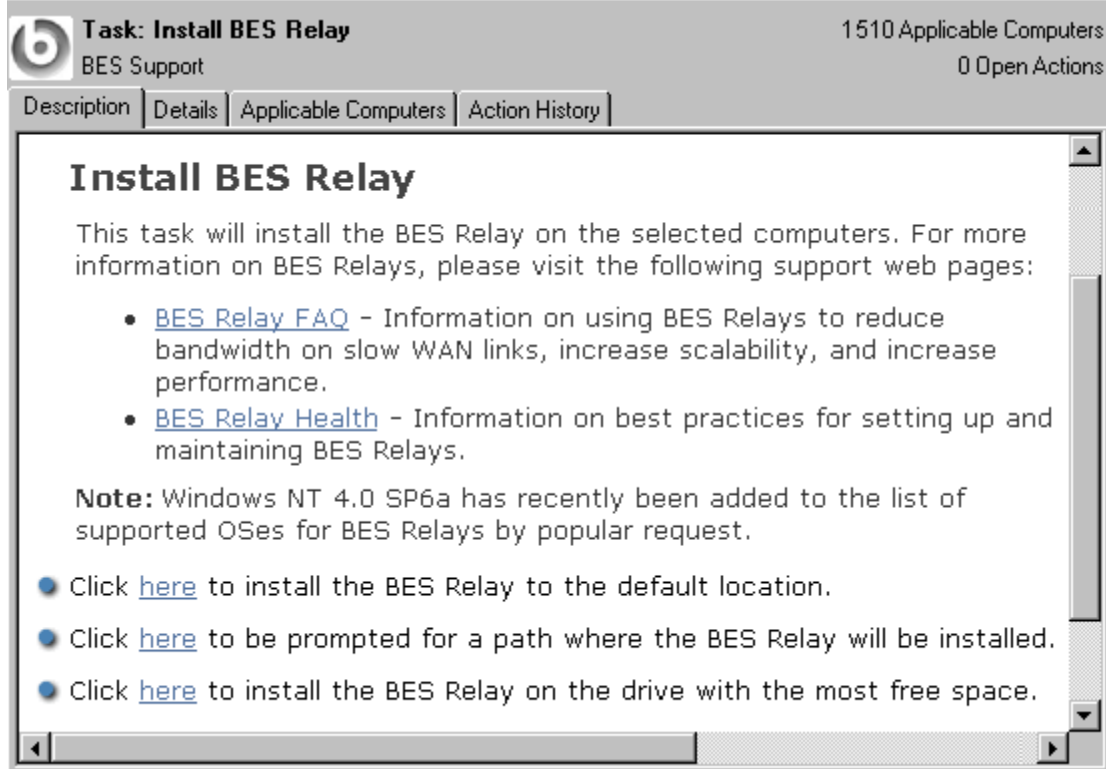 Task: Install BES Relay
1510 Applicable Computers
BES Support
0 Open Actions
Description
Details
Applicable Computers
Action History
Install BES Relay
This task will install the BES Relay on the selected computers. For more
information on BES Relays, please visit the following support web pages:
BES Relay FAQ – Information on using BES Relays to reduce
bandwidth on slow WAN links, increase scalability, and increase
performance.
BES Relay Health – Information on best practices for setting up and
maintaining BES Relays.
Note: Windows NT 4.0 SP6a has recently been added to the list of
supported OSes for BES Relays by popular request.
Click here to install the BES Relay to the default location.
Click here to be prompted for a path where the BES Relay will be installed.
Click here to install the BES Relay on the drive with the most free space.